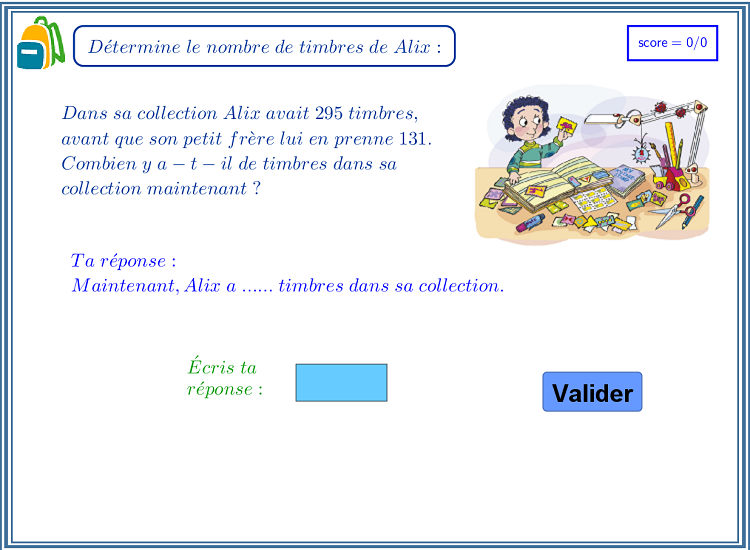 Détermine le nombre de timbres de Alix :
score = 0/0
Dans sa collection Alix avait 295 timbres,
avant que son petit frère lui en prenne 131.
Combien y a − t − il de timbres dans sa
collection maintenant ?
Ta réponse :
Maintenant, Alix a ...... timbres dans sa collection.
Écris ta
réponse :
Valider